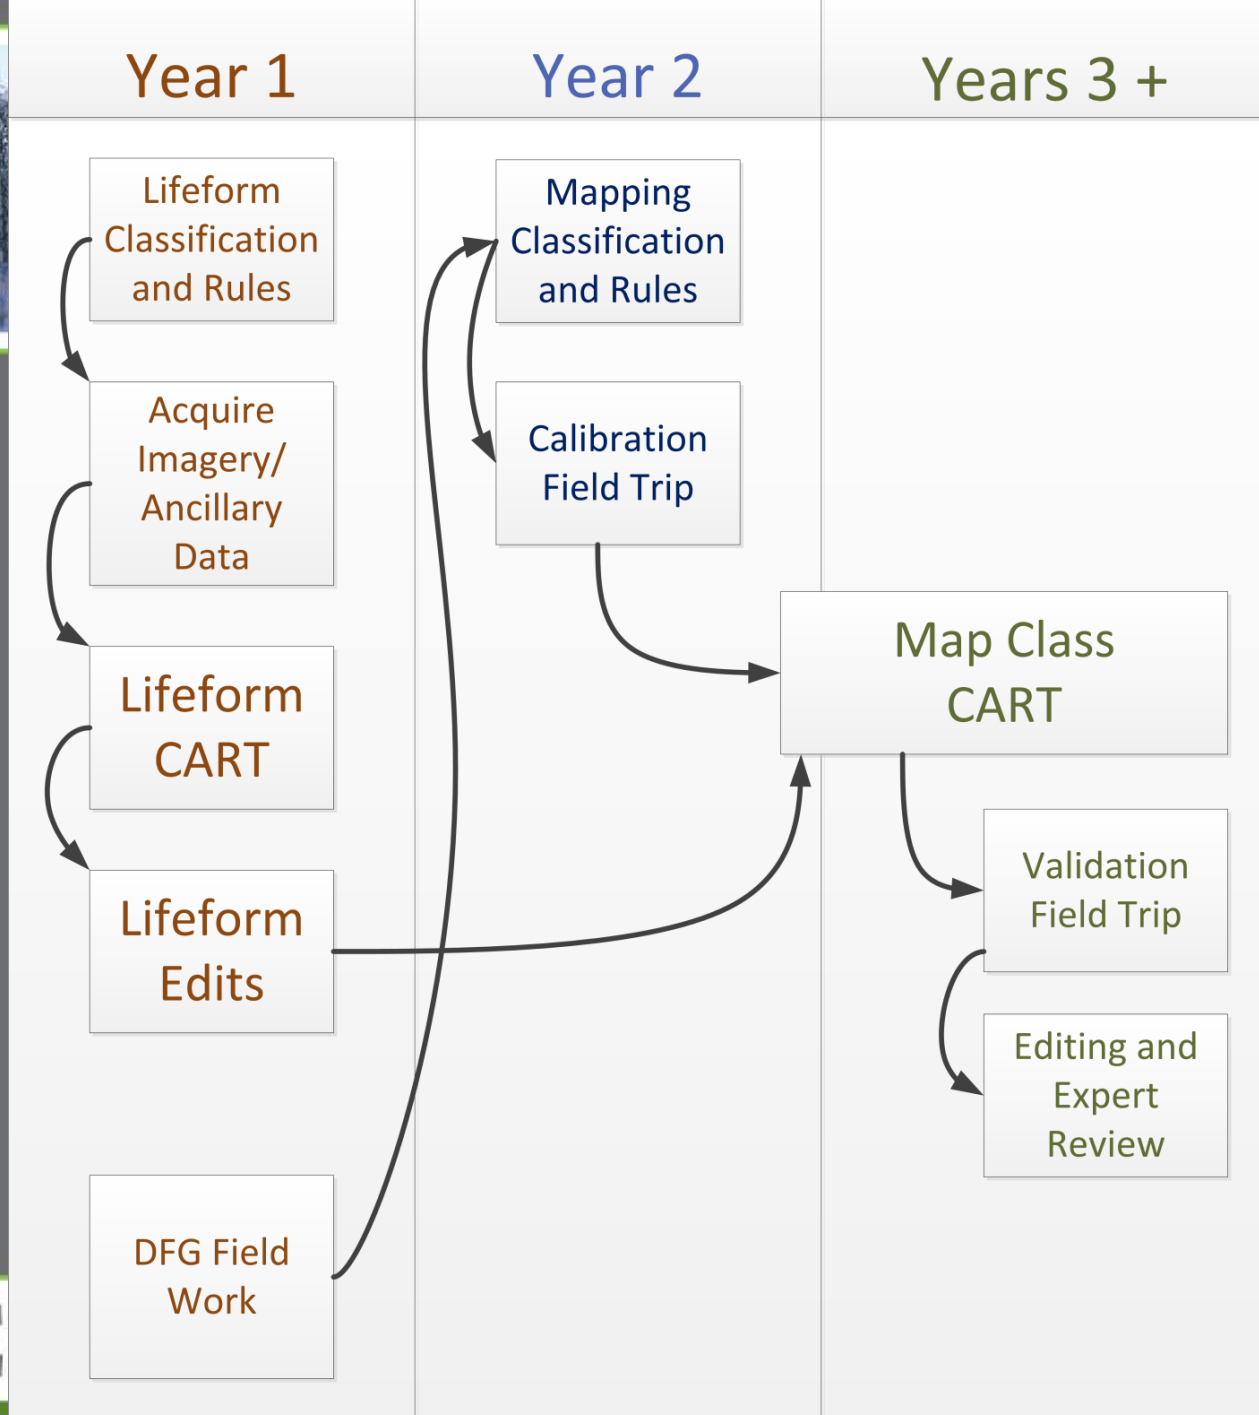 Year 1
Year 2
Years 3 +
Lifeform
Classification
and Rules
Acquire
Imagery/
Ancillary
Data
Lifeform
CART
Lifeform
Edits
DFG Field
Work
Mapping
Classification
and Rules
Calibration
Field Trip
Map Class
CART
Validation
Field Trip
Editing and
Expert
Review